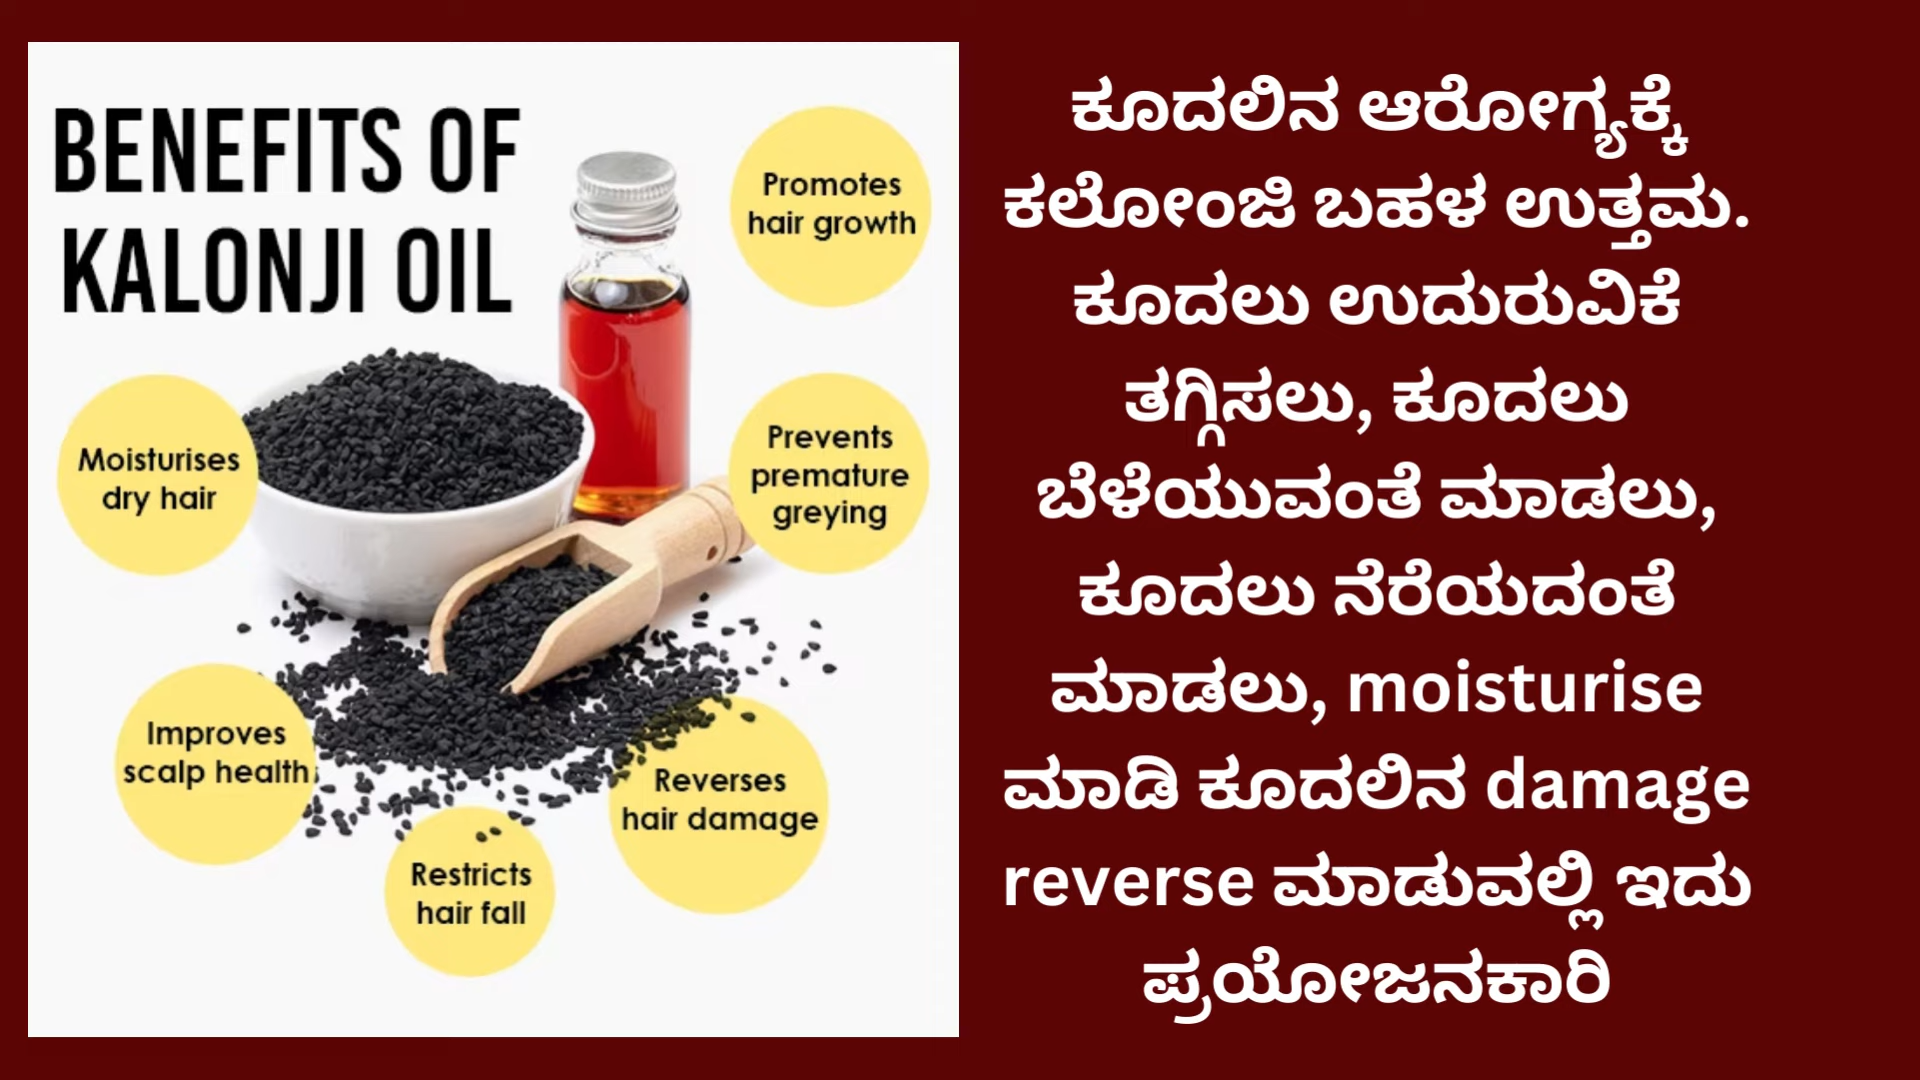 BENEFITS OF
KALONJI OIL
Promotes
hair growth
Moisturises
dry hair
Prevents
premature
greying
Improves
scalp health
Reverses
hair damage
Restricts
hair fall
ಕೂದಲಿನ ಆರೋಗ್ಯಕ್ಕೆ
ಕಲೋಂಜಿ ಬಹಳ ಉತ್ತಮ.
ಕೂದಲು ಉದುರುವಿಕೆ
ತಗ್ಗಿಸಲು, ಕೂದಲು
ಬೆಳೆಯುವಂತೆ ಮಾಡಲು,
ಕೂದಲು ನೆರೆಯದಂತೆ
ಮಾಡಲು, moisturise
ಮಾಡಿ ಕೂದಲಿನ damage
reverse ಮಾಡುವಲ್ಲಿ ಇದು
ಪ್ರಯೋಜನಕಾರಿ